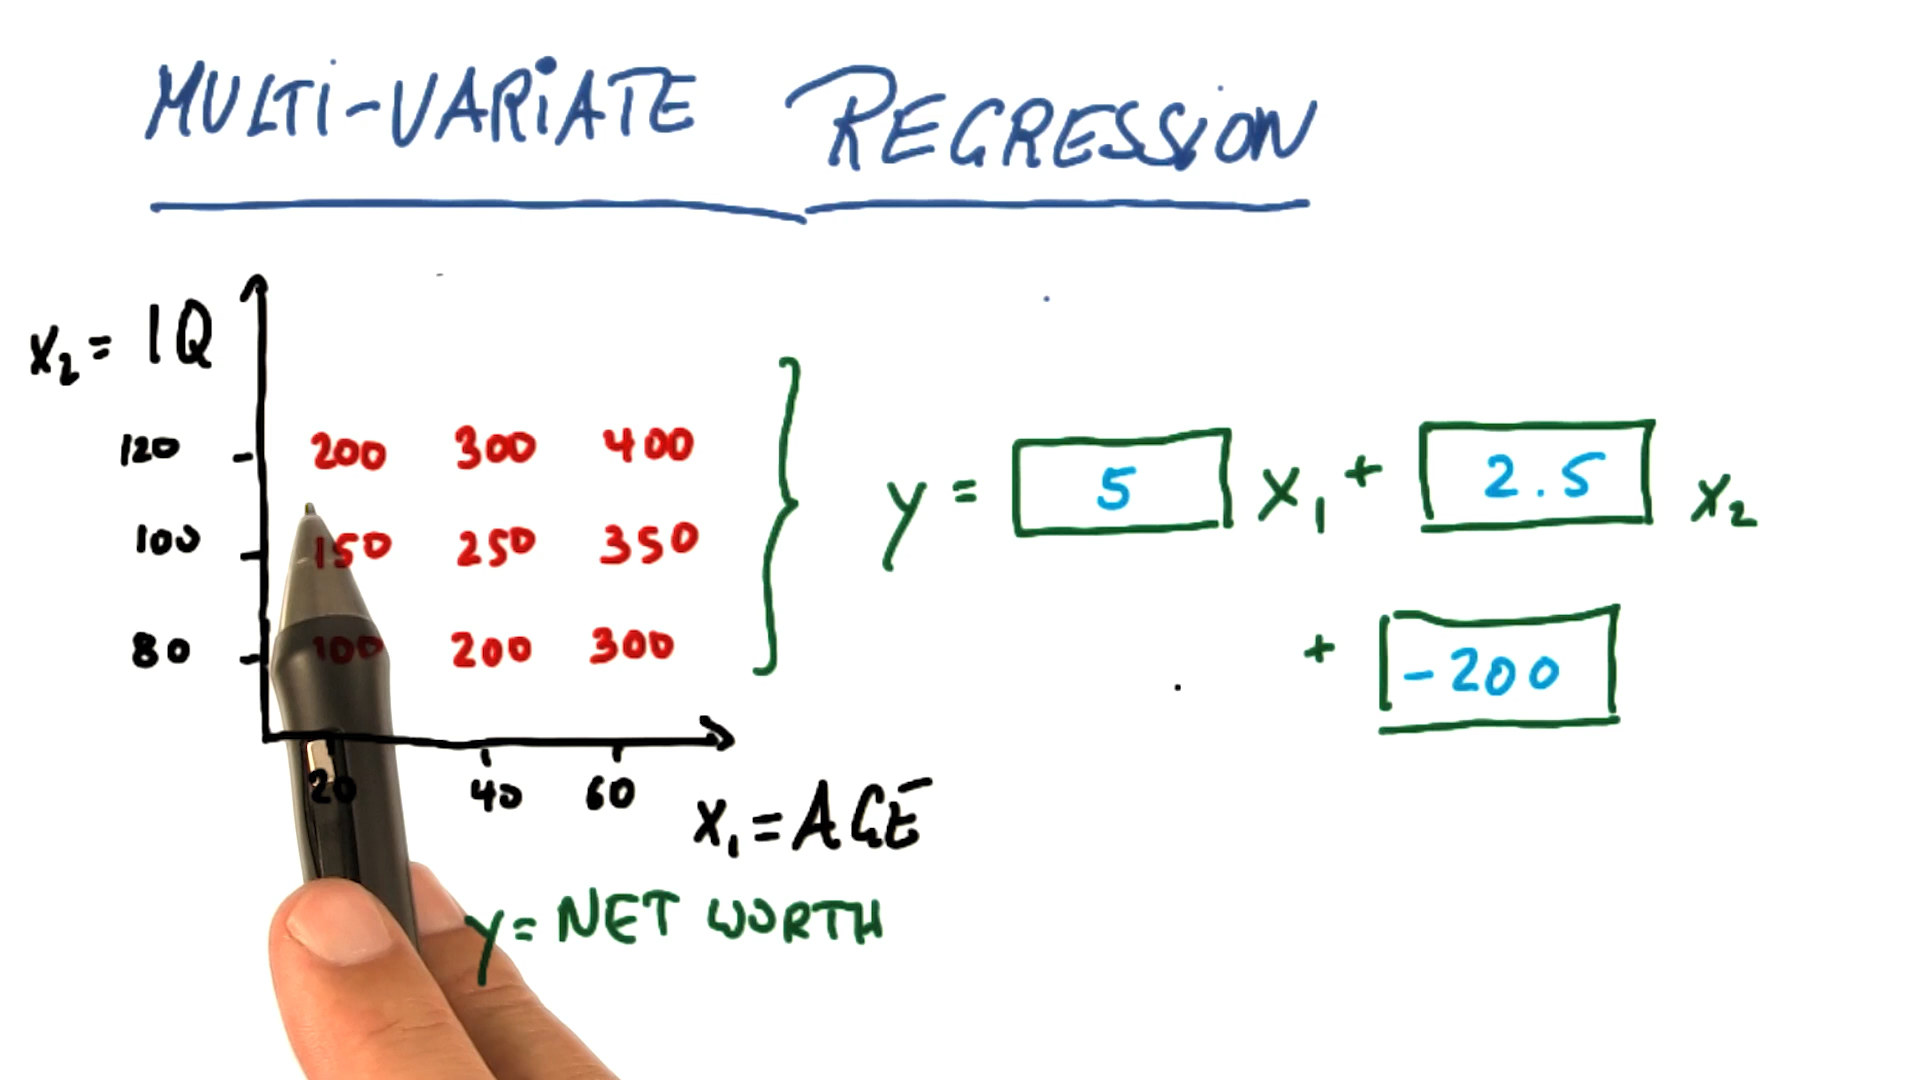 MULTI-VARIATE REGRESSION
X₂ = IQ
120 200 300 400
100 150 250 350
80 100 200 300
20 40 60
X₁ = AGE
Y = NET WORTH
y = 5 X₁ + 2.5 X₂
+ -200